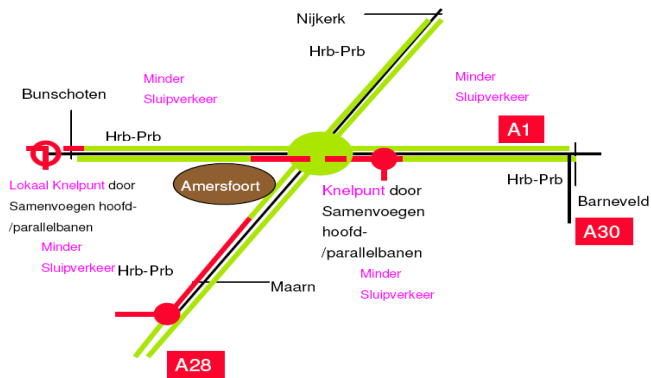 Nijkerk
Hrb-Prb
Minder
Sluipverkeer
Minder
Sluipverkeer
Bunschoten
A1
Hrb-Prb
Hrb-Prb
Amersfoort
Lokaal Knelpunt door
Samenvoegen hoofd-
/parallelbanen
Knelpunt door
Samenvoegen
hoofd-
/parallelbanen
Barneveld
A30
Minder
Sluipverkeer
Hrb-Prb
Maarn
Minder
Sluipverkeer
A28